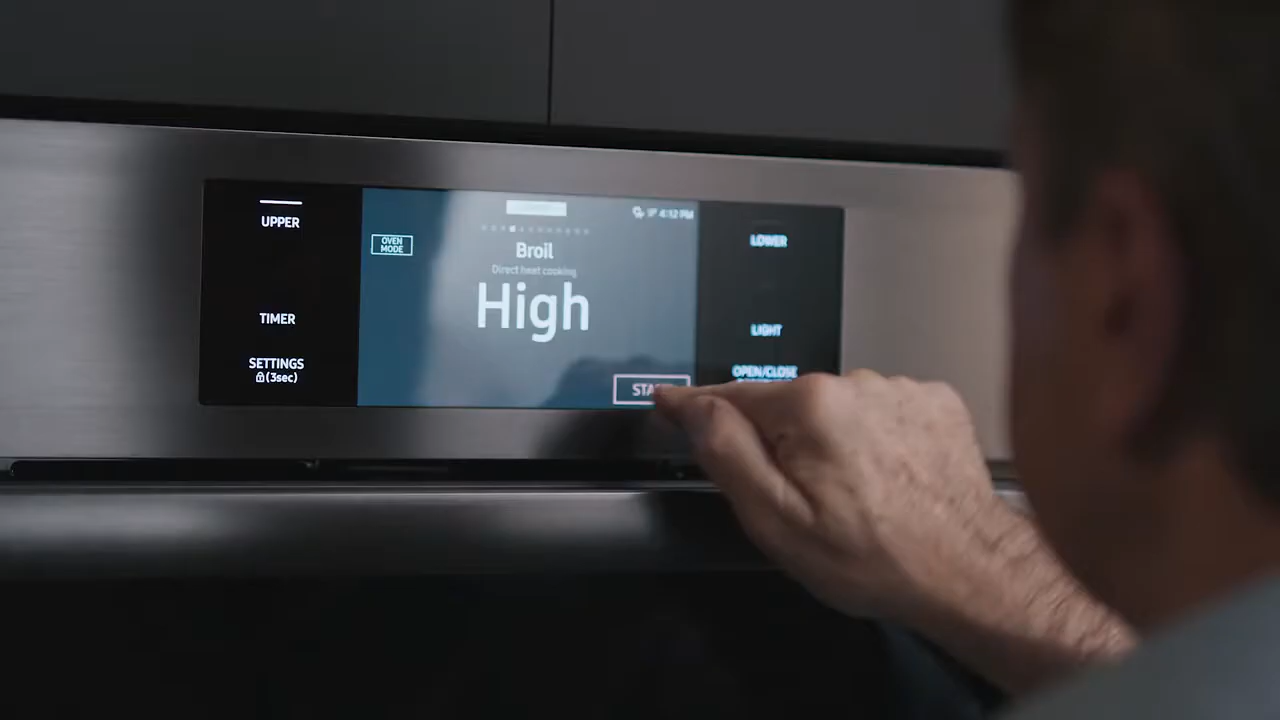 UPPER
TIMER
SETTINGS
(3sec)
OVEN
MODE
4:12 PM
Broil
Direct heat cooking
High
LOWER
LIGHT
OPEN/CLOSE